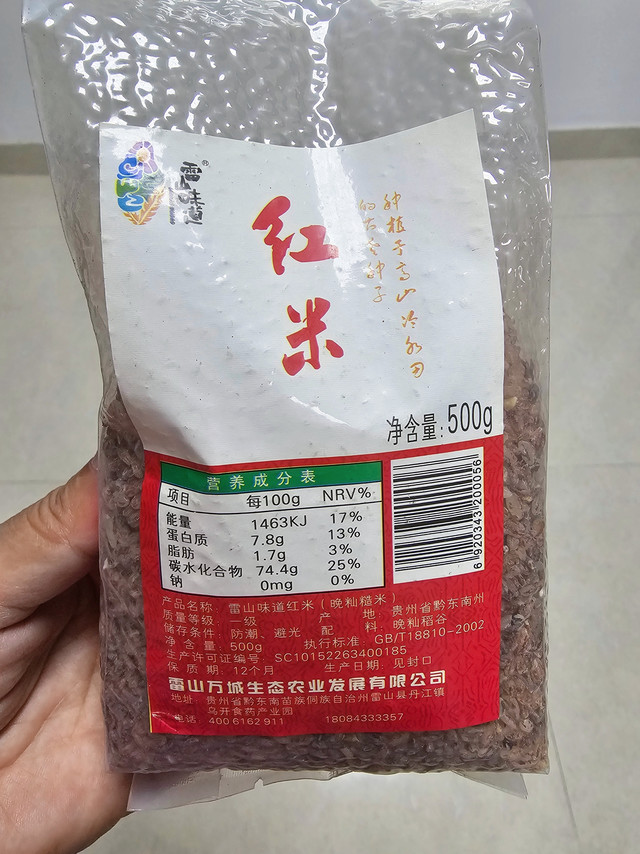 雷山味道®
红米
种植于高山冷水田
的古老种子
净含量:500g
营养成分表
项目 每100g NRV%
能量 1463KJ 17%
蛋白质 7.8g 13%
脂肪 1.7g 3%
碳水化合物 74.4g 25%
钠 0mg 0%
6 920343 200056
产品名称: 雷山味道红米(晚籼糙米)
质量等级: 一级 产地: 贵州省黔东南州
储存条件: 防潮、避光 配料: 晚籼稻谷
净含量: 500g 执行标准: GB/T18810-2002
生产许可证编号: SC10152263400185
保质期: 12个月 生产日期: 见封口
雷山万城生态农业发展有限公司
地址: 贵州省黔东南苗族侗族自治州雷山县丹江镇
乌开食药产业园
电话: 400 6162 911 18084333357